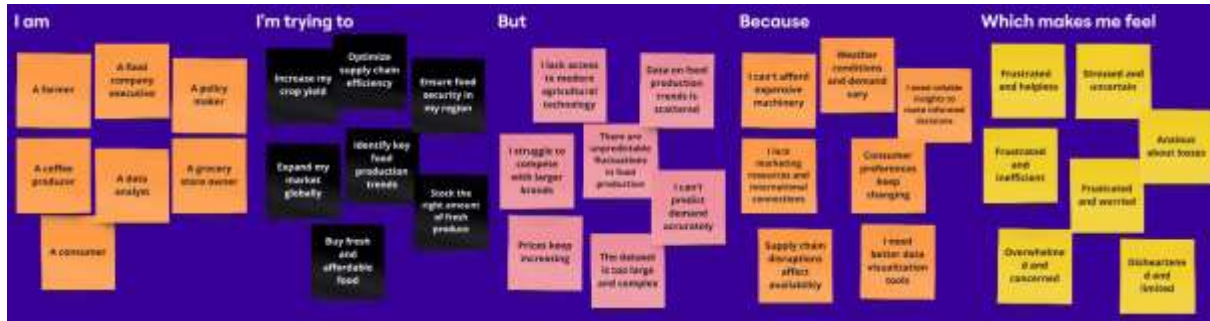 I am
I'm trying to
But
Because
Which makes me feel
A farmer
A food
company
executive
A policy
maker
A coffee
producer
A data
analyst
A grocery
store owner
A consumer
Increase my
crop yield
Optimize
supply chain
efficiency
Ensure food
security in
my region
Expand my
market
globally
Identify key
food
production
trends
Stock the
right amount
of fresh
produce
Buy fresh
and
affordable
food
I lack access
to modern
agricultural
technology
Data on food
production
trends is
scattered
I struggle to
compete
with larger
brands
There are
unpredictable
fluctuations
in food
production
I can't
predict
demand
accurately
Prices keep
increasing
The dataset
is too large
and complex
I can't afford
expensive
machinery
Weather
conditions
and demand
vary
I need reliable
insights to
make informed
decisions
I lack
marketing
resources and
international
connections
Consumer
preferences
keep
changing
Supply chain
disruptions
affect
availability
I need
better data
visualization
tools
Frustrated
and helpless
Stressed and
uncertain
Frustrated
and
inefficient
Anxious
about losses
Frustrated
and worried
Overwhelme
d and
concerned
Dishearten
d and
limited